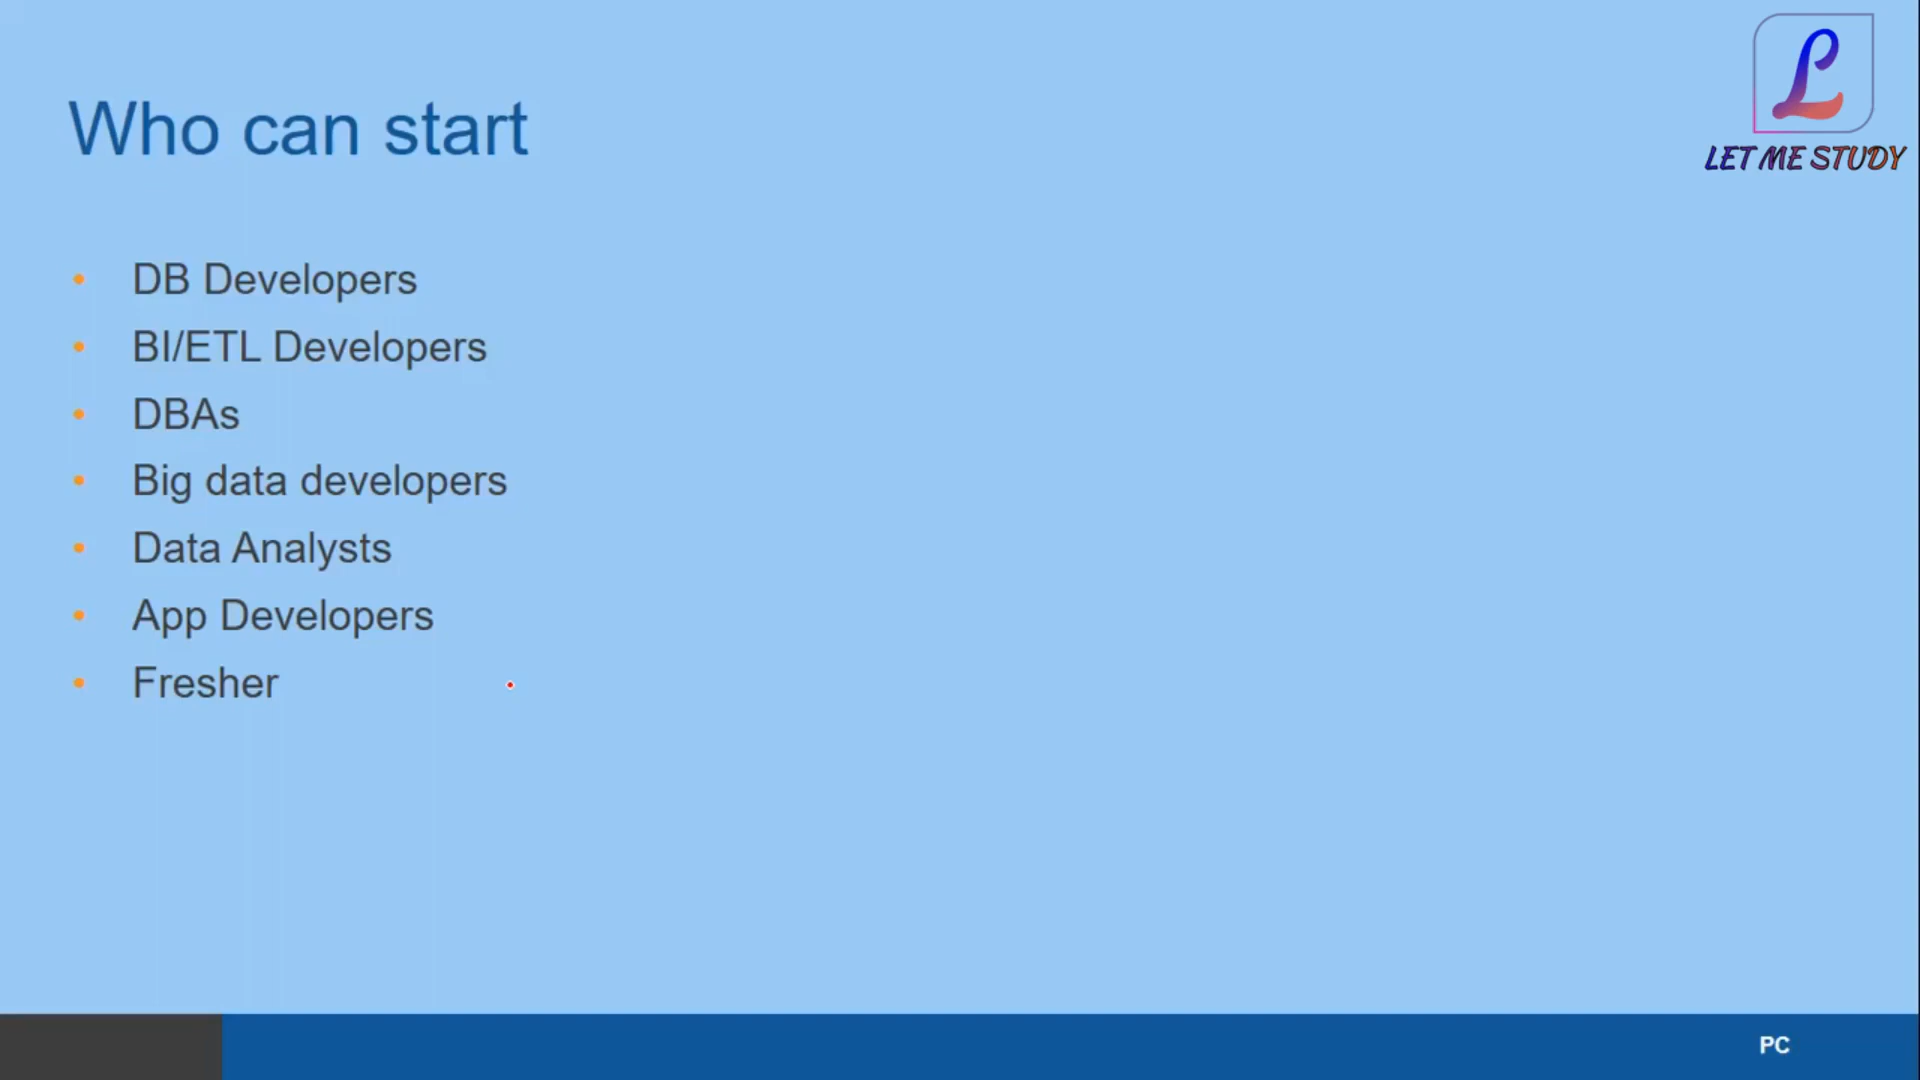 LET ME STUDY
Who can start
• DB Developers
• BI/ETL Developers
• DBAs
• Big data developers
• Data Analysts
• App Developers
• Fresher
PC